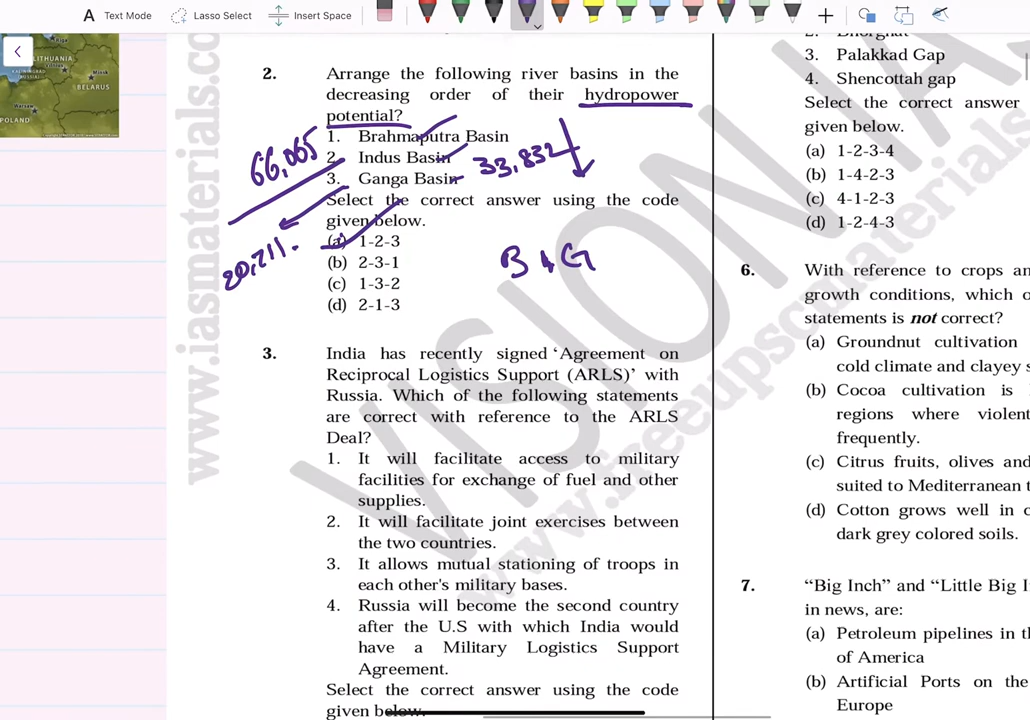 A Text Mode
Lasso Select
Insert Space
Riga
LITHUANIA
Vilnius
KALININGRAD
(RUSSIA)
Minsk
BELARUS
Warsaw
POLAND
2. Arrange the following river basins in the
decreasing order of their hydropower
potential?
1. Brahmaputra Basin
2. Indus Basin
3. Ganga Basin
Select the correct answer using the code
given below.
(a) 1-2-3
(b) 2-3-1
(c) 1-3-2
(d) 2-1-3
66,065
33,832
20,711.
B & G
3. India has recently signed ‘Agreement on
Reciprocal Logistics Support (ARLS)’ with
Russia. Which of the following statements
are correct with reference to the ARLS
Deal?
1. It will facilitate access to military
facilities for exchange of fuel and other
supplies.
2. It will facilitate joint exercises between
the two countries.
3. It allows mutual stationing of troops in
each other's military bases.
4. Russia will become the second country
after the U.S with which India would
have a Military Logistics Support
Agreement.
Select the correct answer using the code
given below.
2. Bhorghat
3. Palakkad Gap
4. Shencottah gap
Select the correct answer
given below.
(a) 1-2-3-4
(b) 1-4-2-3
(c) 4-1-2-3
(d) 1-2-4-3
6. With reference to crops an
growth conditions, which o
statements is not correct?
(a) Groundnut cultivation
cold climate and clayey s
(b) Cocoa cultivation is
regions where violent
frequently.
(c) Citrus fruits, olives and
suited to Mediterranean t
(d) Cotton grows well in
dark grey colored soils.
7. “Big Inch” and “Little Big I
in news, are:
(a) Petroleum pipelines in th
of America
(b) Artificial Ports on the
Europe
www.iasmaterials.com
VISIONIA
www.freeupscmaterials